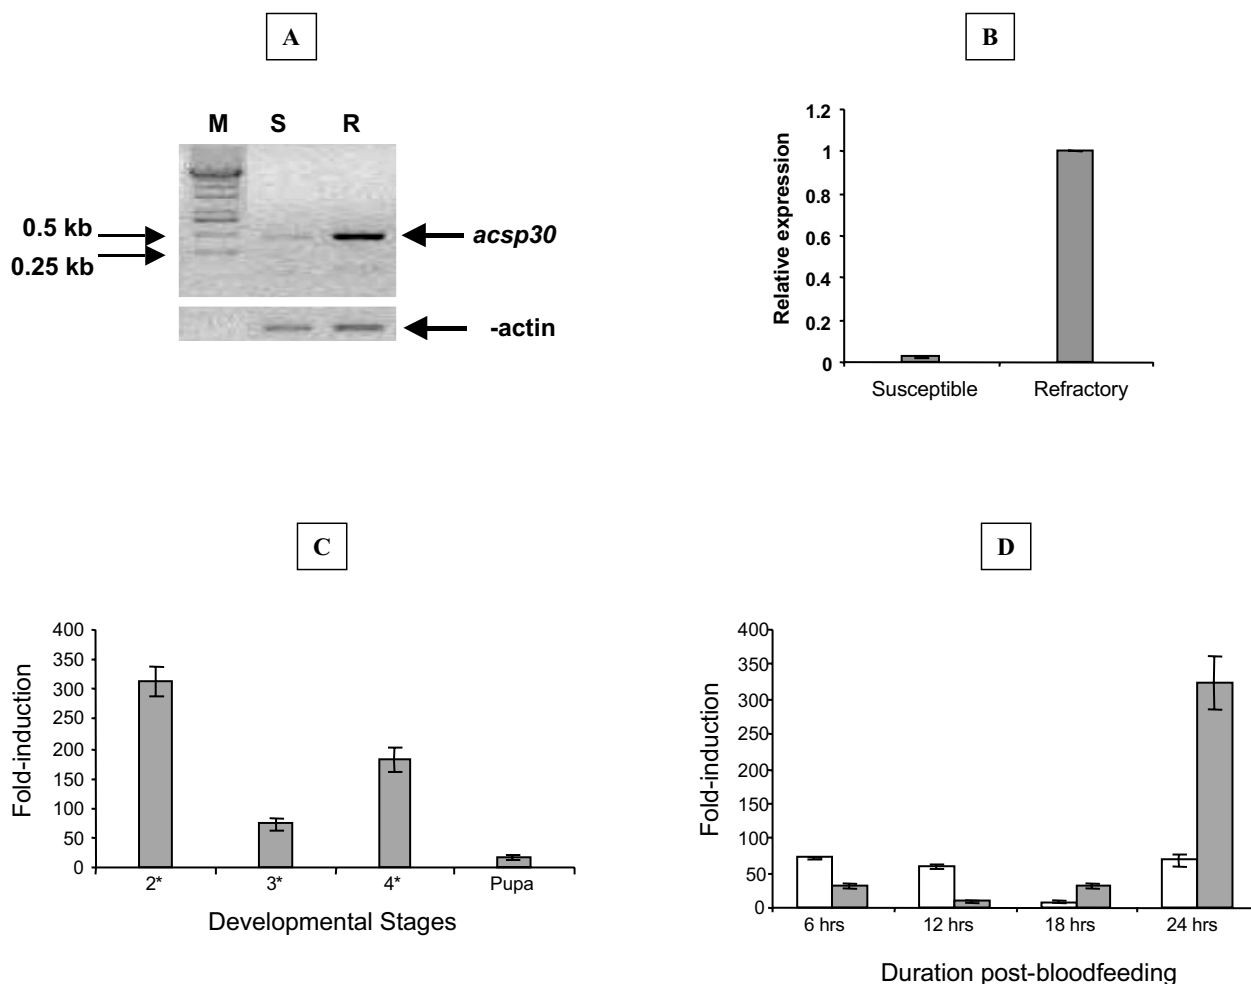 A
M S R
0.5 kb
0.25 kb
acsp30
-actin
B
Relative expression
1.2
1
0.8
0.6
0.4
0.2
0
Susceptible Refractory
C
Fold-induction
400
350
300
250
200
150
100
50
0
2* 3* 4* Pupa
Developmental Stages
D
Fold-induction
400
350
300
250
200
150
100
50
0
6 hrs 12 hrs 18 hrs 24 hrs
Duration post-bloodfeeding